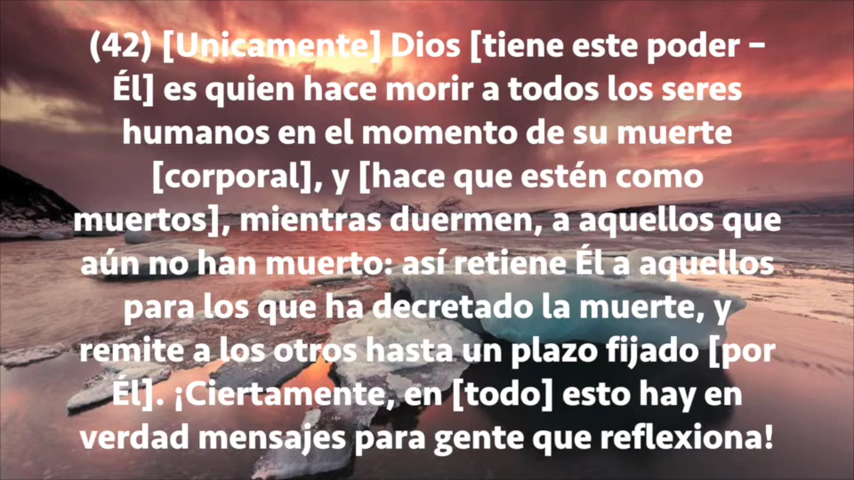 (42) [Unicamente] Dios [tiene este poder –
Él] es quien hace morir a todos los seres
humanos en el momento de su muerte
[corporal], y [hace que estén como
muertos], mientras duermen, a aquellos que
aún no han muerto: así retiene Él a aquellos
para los que ha decretado la muerte, y
remite a los otros hasta un plazo fijado [por
Él]. ¡Ciertamente, en [todo] esto hay en
verdad mensajes para gente que reflexiona!